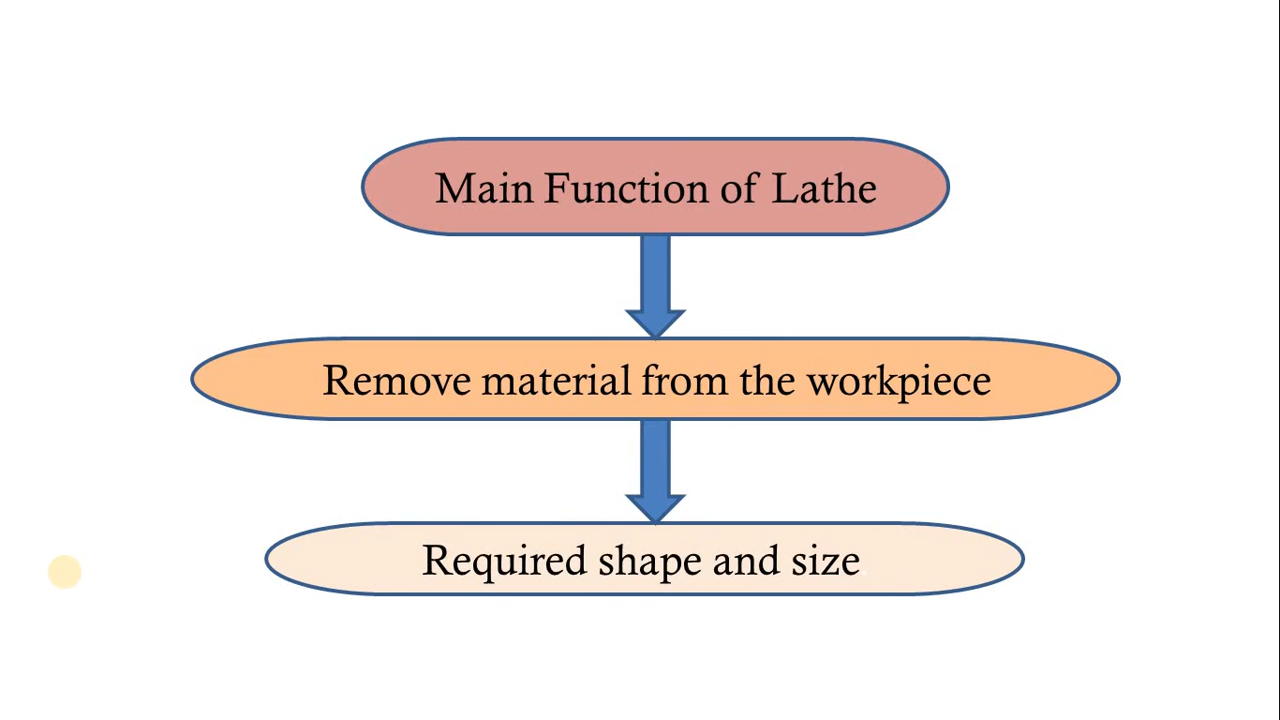 Main Function of Lathe
Remove material from the workpiece
Required shape and size